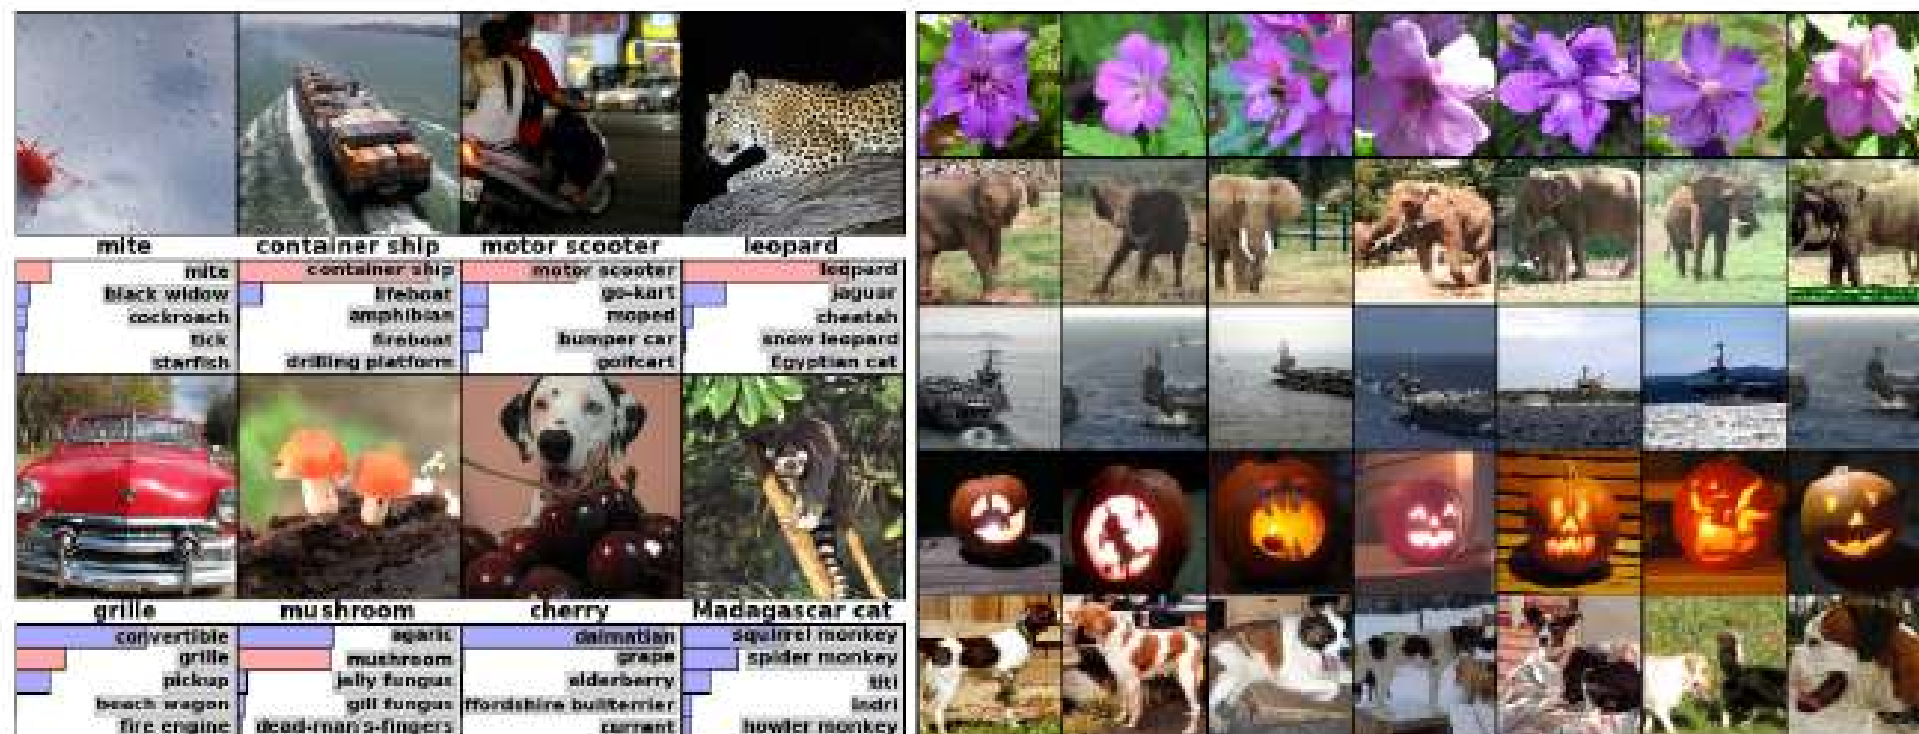 mite
container ship
motor scooter
leopard
mite
black widow
cockroach
tick
starfish
container ship
lifeboat
amphibian
fireboat
drilling platform
motor scooter
go-kart
moped
bumper car
golfcart
leopard
jaguar
cheetah
snow leopard
Egyptian cat
grille
mushroom
cherry
Madagascar cat
convertible
grille
pickup
beach wagon
fire engine
agaric
mushroom
jelly fungus
gill fungus
dead-man's-fingers
dalmatian
grape
elderberry
ffordshire bullterrier
currant
squirrel monkey
spider monkey
titi
indri
howler monkey